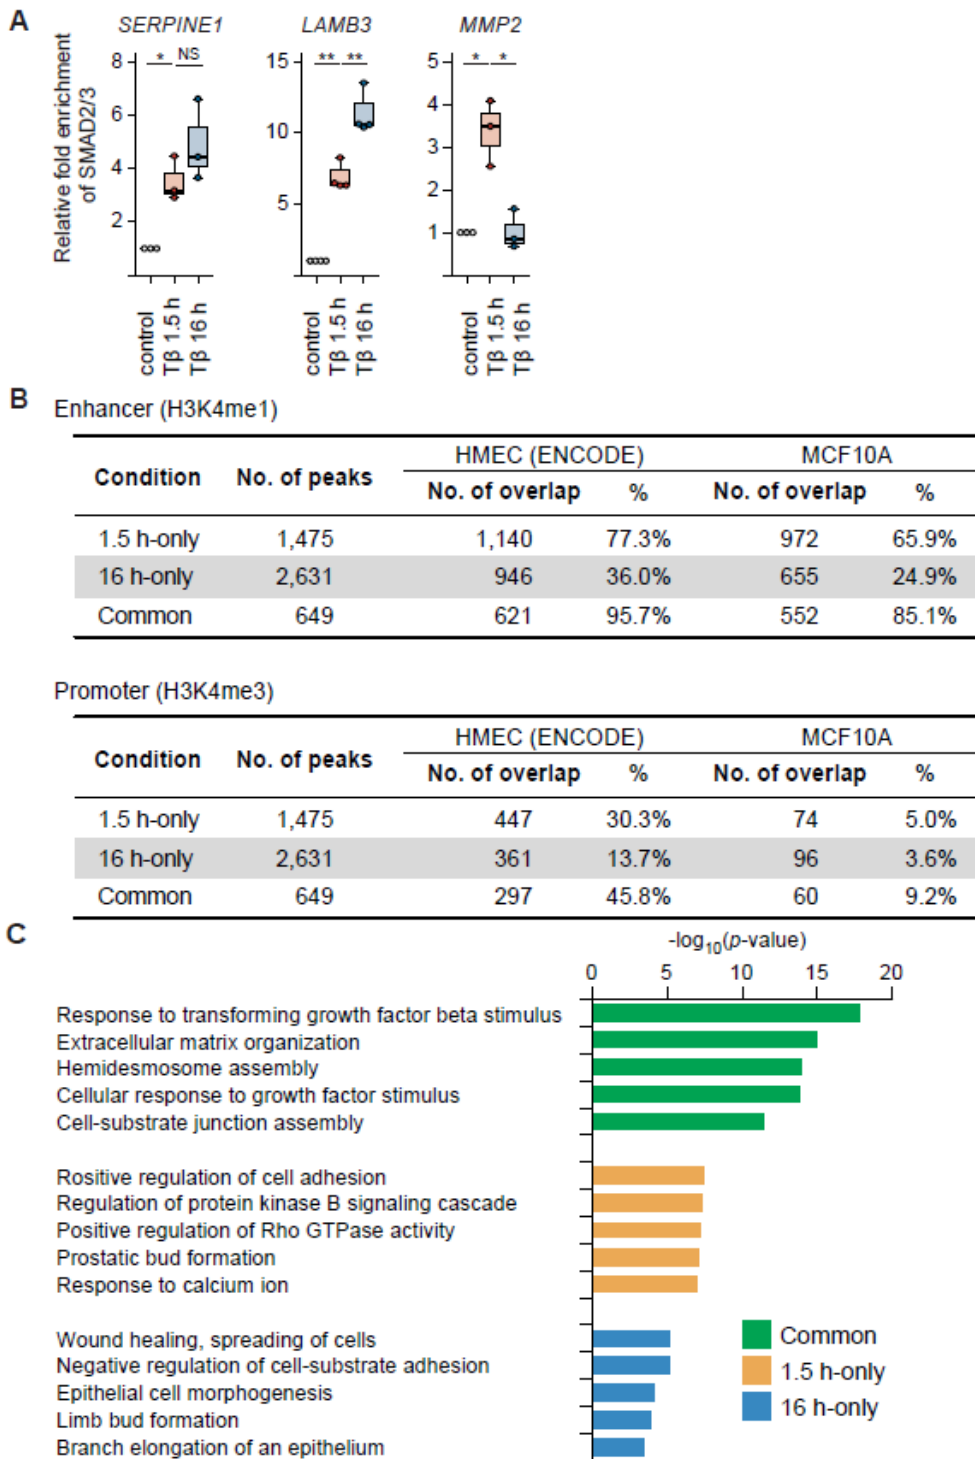 A
SERPINE1 LAMB3 MMP2
Relative fold enrichment
of SMAD2/3
8 6 4 2
* NS
control Tβ 1.5 h Tβ 16 h
15 10 5
** **
control Tβ 1.5 h Tβ 16 h
5 4 3 2 1
* *
control Tβ 1.5 h Tβ 16 h
B
Enhancer (H3K4me1)
Condition No. of peaks HMEC (ENCODE) MCF10A
No. of overlap % No. of overlap %
1.5 h-only 1,475 1,140 77.3% 972 65.9%
16 h-only 2,631 946 36.0% 655 24.9%
Common 649 621 95.7% 552 85.1%
Promoter (H3K4me3)
Condition No. of peaks HMEC (ENCODE) MCF10A
No. of overlap % No. of overlap %
1.5 h-only 1,475 447 30.3% 74 5.0%
16 h-only 2,631 361 13.7% 96 3.6%
Common 649 297 45.8% 60 9.2%
C
-log10(p-value)
0 5 10 15 20
Response to transforming growth factor beta stimulus
Extracellular matrix organization
Hemidesmosome assembly
Cellular response to growth factor stimulus
Cell-substrate junction assembly
Rositive regulation of cell adhesion
Regulation of protein kinase B signaling cascade
Positive regulation of Rho GTPase activity
Prostatic bud formation
Response to calcium ion
Wound healing, spreading of cells
Negative regulation of cell-substrate adhesion
Epithelial cell morphogenesis
Limb bud formation
Branch elongation of an epithelium
Common
1.5 h-only
16 h-only